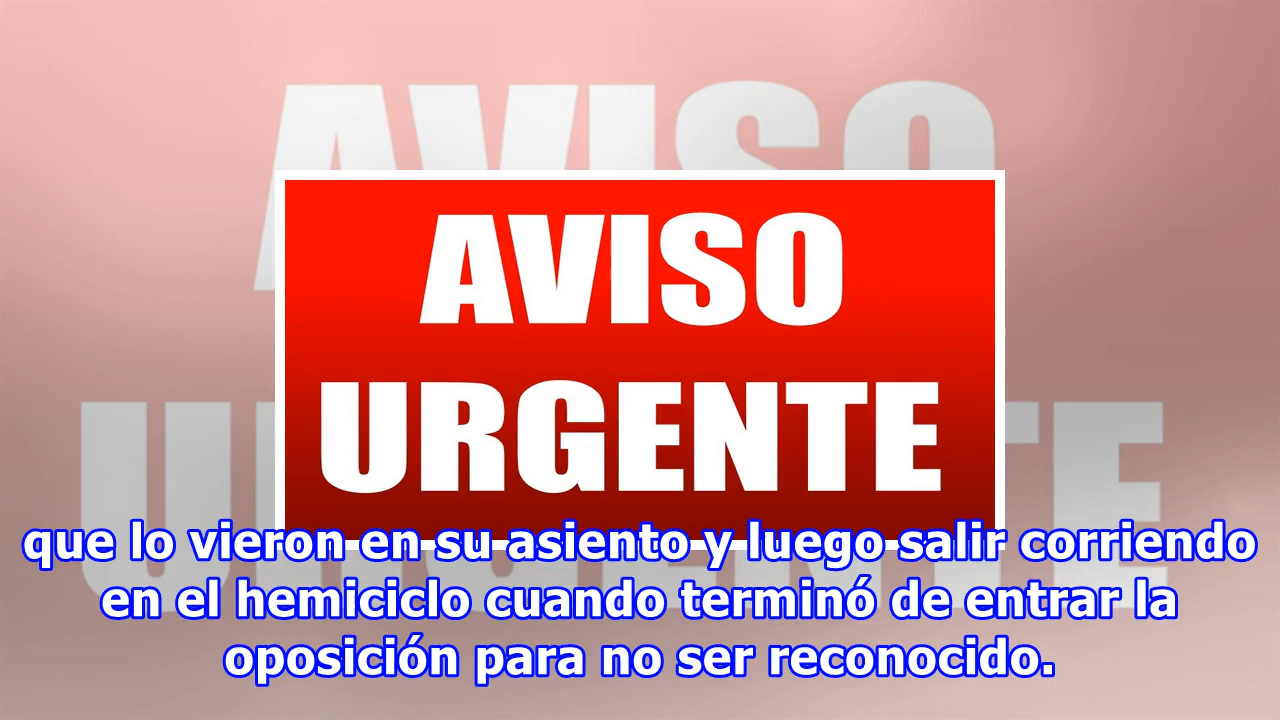 AVISO
URGENTE
que lo vieron en su asiento y luego salir corriendo
en el hemiciclo cuando terminó de entrar la
oposición para no ser reconocido.